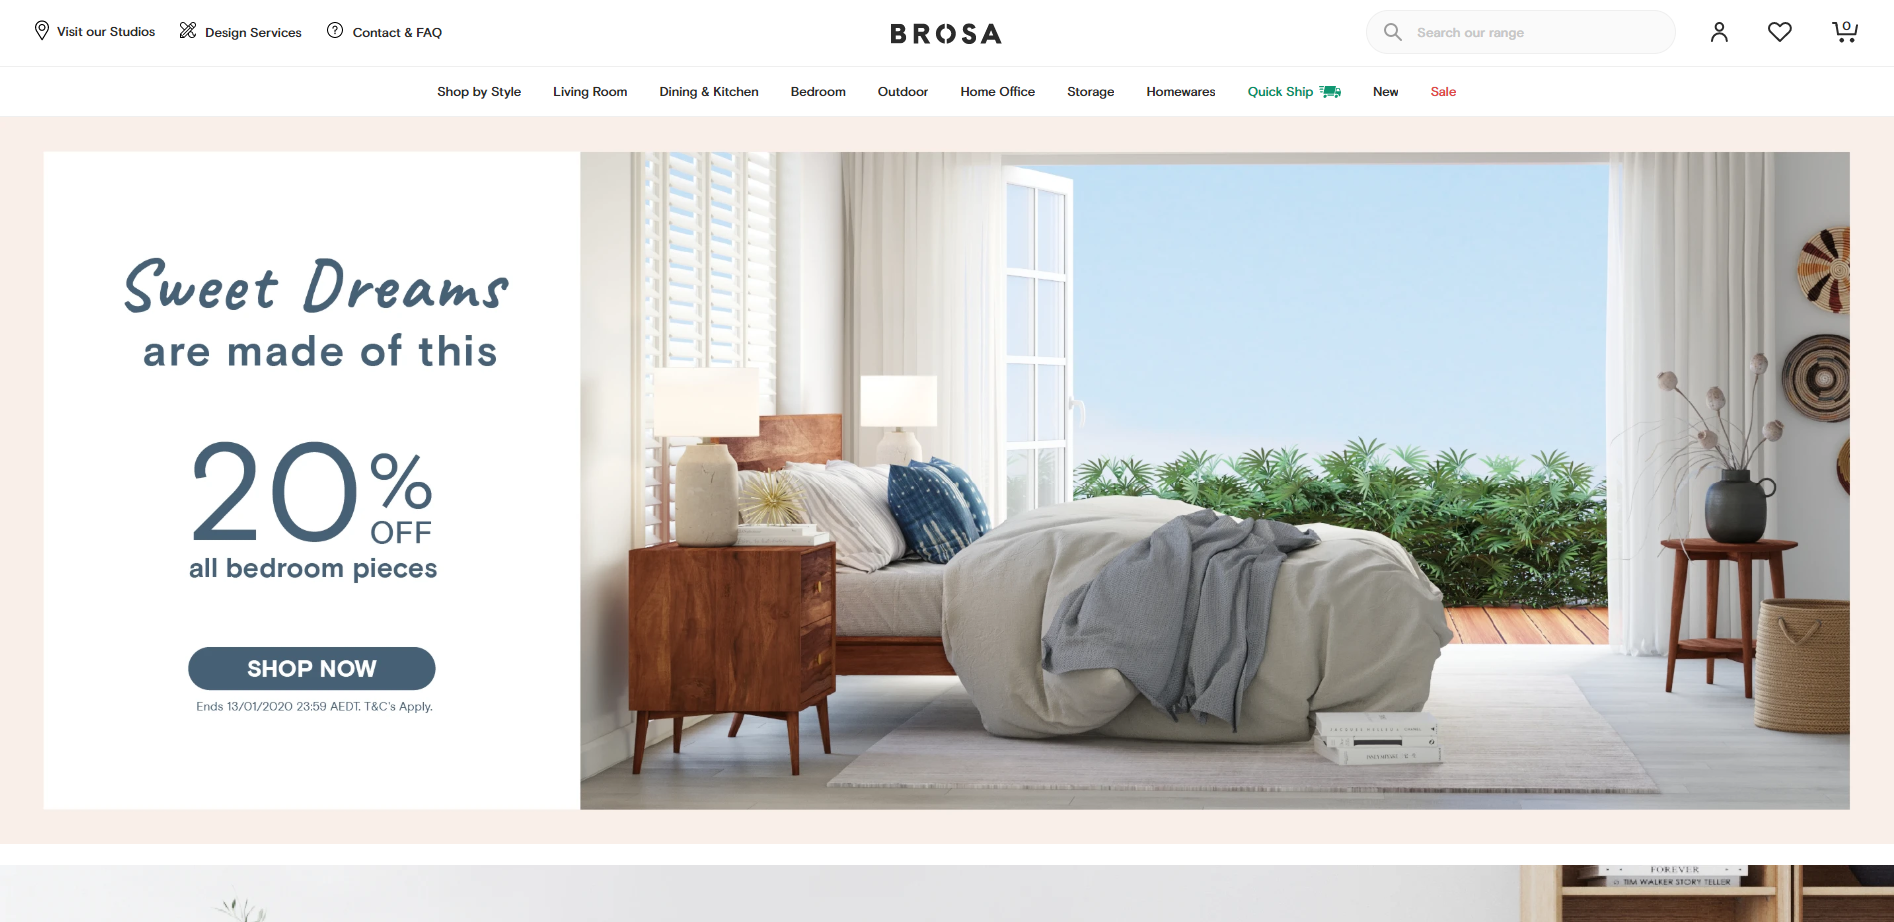 Visit our Studios
Design Services
Contact & FAQ
BROSA
Search our range
0
Shop by Style
Living Room
Dining & Kitchen
Bedroom
Outdoor
Home Office
Storage
Homewares
Quick Ship
New
Sale
Sweet Dreams
are made of this
20%
OFF
all bedroom pieces
SHOP NOW
Ends 13/01/2020 23:59 AEDT. T&C's Apply.
FOREVER
TIM WALKER STORY TELLER